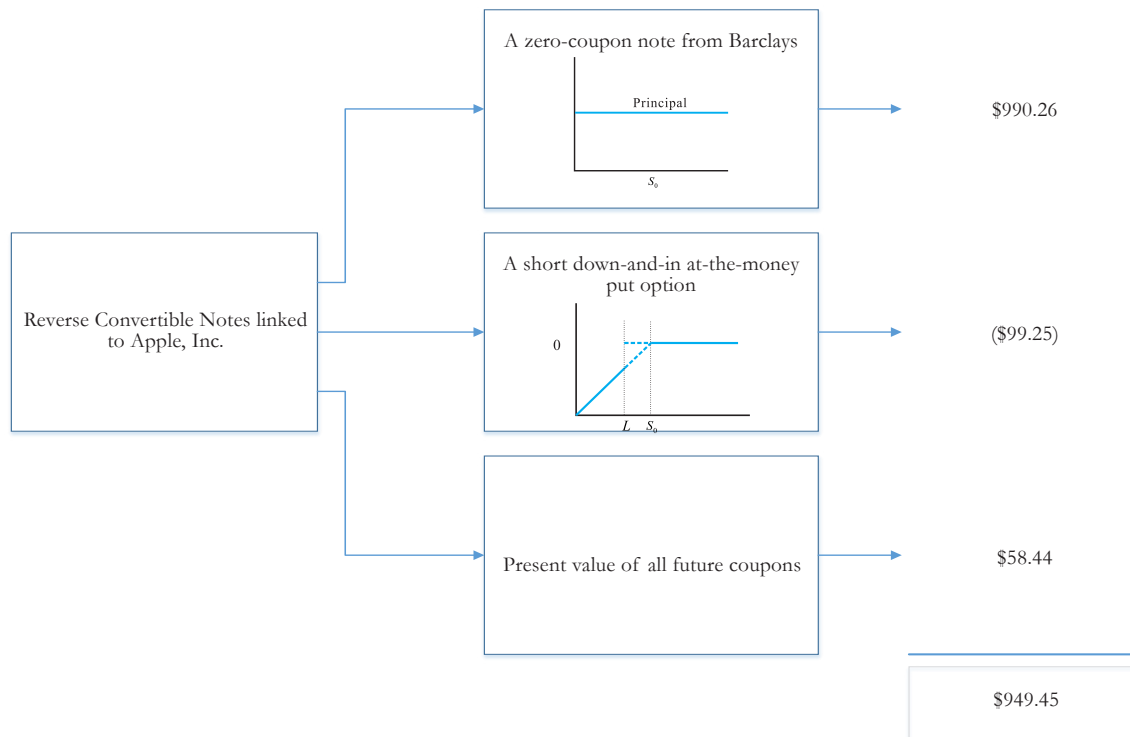 A zero-coupon note from Barclays
Principal
S₀
$990.26
Reverse Convertible Notes linked
to Apple, Inc.
A short down-and-in at-the-money
put option
0
L S₀
($99.25)
Present value of all future coupons
$58.44
$949.45